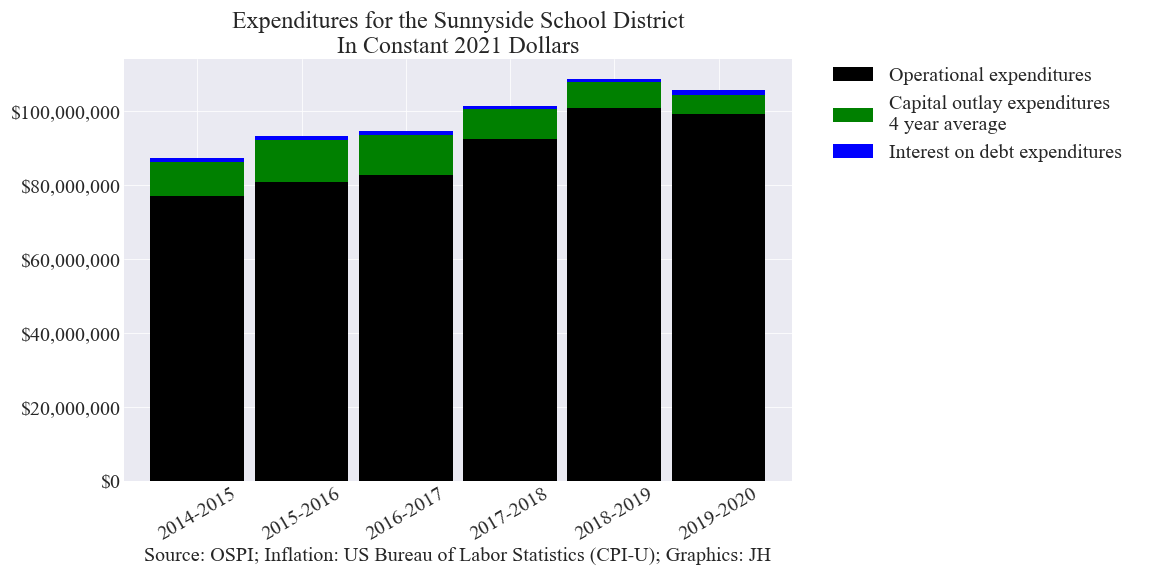 Expenditures for the Sunnyside School District
In Constant 2021 Dollars
Operational expenditures
Capital outlay expenditures
4 year average
Interest on debt expenditures
$100,000,000
$80,000,000
$60,000,000
$40,000,000
$20,000,000
$0
2014-2015
2015-2016
2016-2017
2017-2018
2018-2019
2019-2020
Source: OSPI; Inflation: US Bureau of Labor Statistics (CPI-U); Graphics: JH